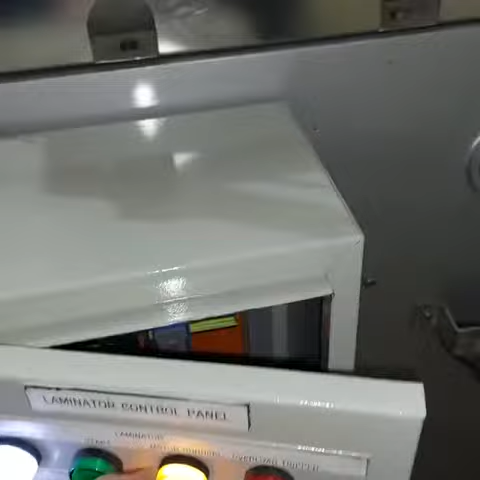 LAMINATOR CONTROL PANEL
LAMINATOR
START
MOTOR RUNNING
OVERLOAD TRIPPED